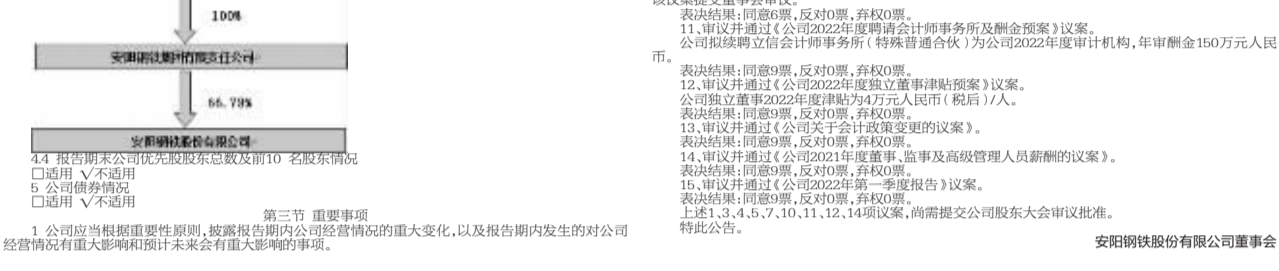 100%
安阳钢铁集团有限责任公司
66.79%
安阳钢铁股份有限公司
4.4 报告期末公司优先股股东总数及前10 名股东情况
□适用 √不适用
5 公司债券情况
□适用 √不适用
第三节 重要事项
1 公司应当根据重要性原则,披露报告期内公司经营情况的重大变化,以及报告期内发生的对公司
经营情况有重大影响和预计未来会有重大影响的事项。
表决结果:同意6票,反对0票,弃权0票。
11、审议并通过《公司2022年度聘请会计师事务所及酬金预案》议案。
公司拟续聘立信会计师事务所(特殊普通合伙)为公司2022年度审计机构,年审酬金150万元人民
币。
表决结果:同意9票,反对0票,弃权0票。
12、审议并通过《公司2022年度独立董事津贴预案》议案。
公司独立董事2022年度津贴为4万元人民币(税后)/人。
表决结果:同意9票,反对0票,弃权0票。
13、审议并通过《公司关于会计政策变更的议案》。
表决结果:同意9票,反对0票,弃权0票。
14、审议并通过《公司2021年度董事、监事及高级管理人员薪酬的议案》。
表决结果:同意9票,反对0票,弃权0票。
15、审议并通过《公司2022年第一季度报告》议案。
表决结果:同意9票,反对0票,弃权0票。
上述1、3、4、5、7、10、11、12、14项议案,尚需提交公司股东大会审议批准。
特此公告。
安阳钢铁股份有限公司董事会